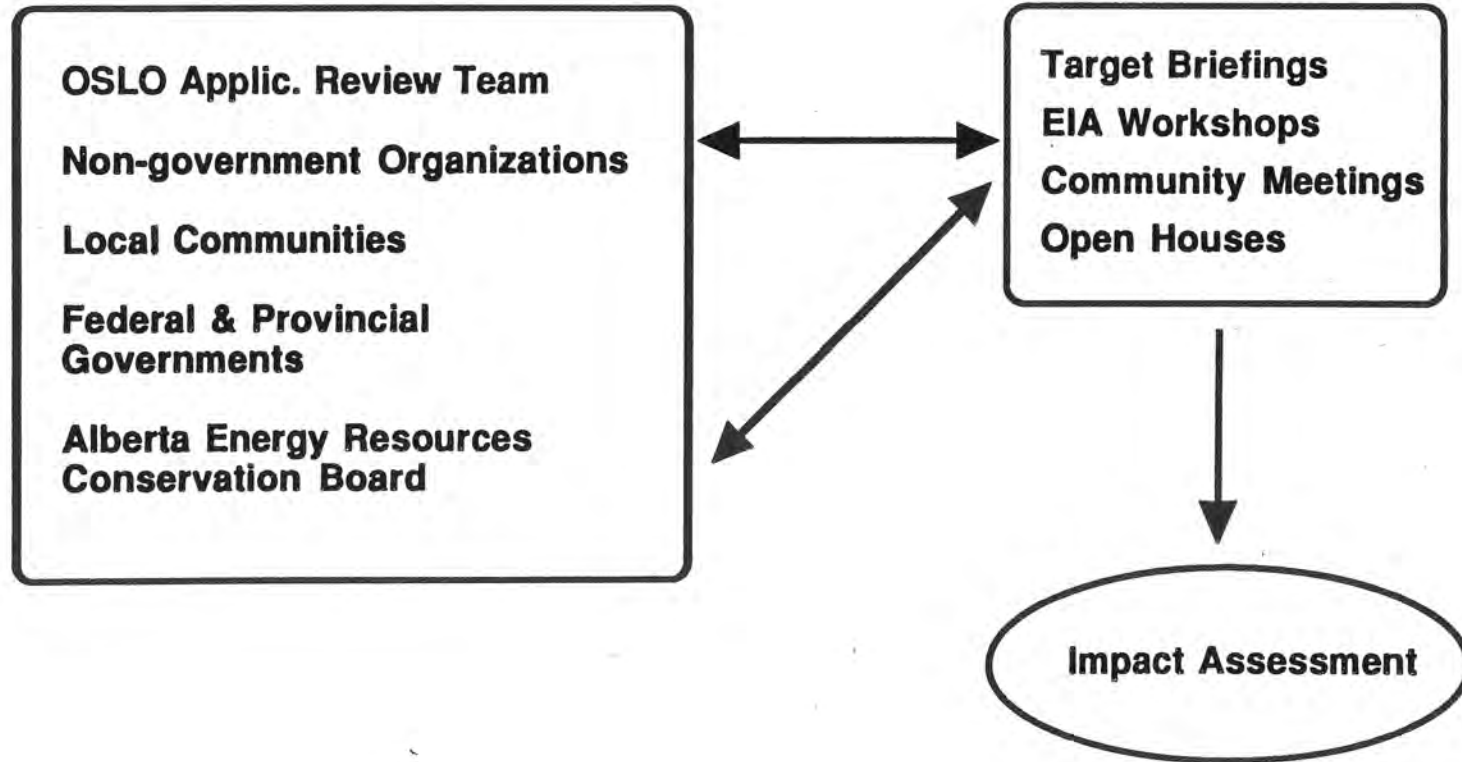 OSLO Applic. Review Team
Non-government Organizations
Local Communities
Federal & Provincial
Governments
Alberta Energy Resources
Conservation Board
Target Briefings
EIA Workshops
Community Meetings
Open Houses
Impact Assessment